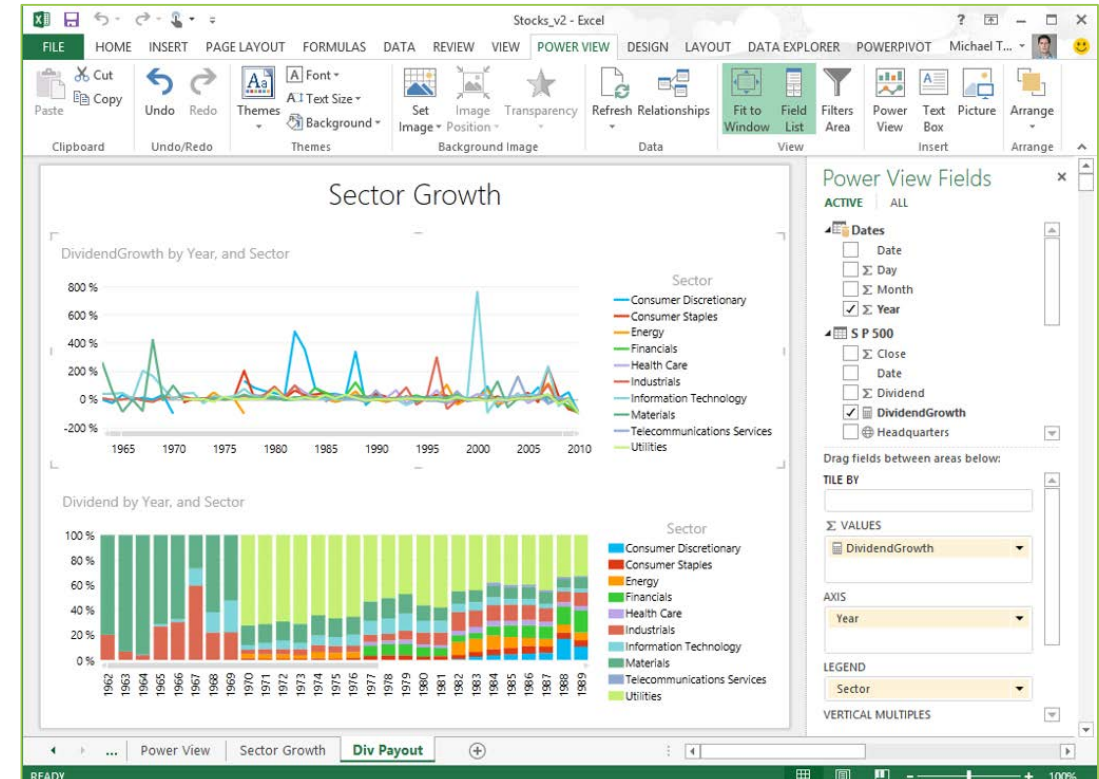 Stocks_v2 - Excel
FILE HOME INSERT PAGE LAYOUT FORMULAS DATA REVIEW VIEW POWER VIEW DESIGN LAYOUT DATA EXPLORER POWERPIVOT Michael T...
Paste
Cut
Copy
Clipboard
Undo Redo
Undo/Redo
Themes
Font
Text Size
Background
Themes
Set Image
Image Position
Transparency
Background Image
Refresh Relationships
Data
Fit to Window
Field List
Filters Area
View
Power View
Text Box
Picture
Insert
Arrange
Arrange
Sector Growth
DividendGrowth by Year, and Sector
800 %
600 %
400 %
200 %
0 %
-200 %
1965 1970 1975 1980 1985 1990 1995 2000 2005 2010
Sector
Consumer Discretionary
Consumer Staples
Energy
Financials
Health Care
Industrials
Information Technology
Materials
Telecommunications Services
Utilities
Dividend by Year, and Sector
100 %
80 %
60 %
40 %
20 %
0 %
1962 1963 1964 1965 1966 1967 1968 1969 1970 1971 1972 1973 1974 1975 1976 1977 1978 1979 1980 1981 1982 1983 1984 1985 1986 1987 1988 1989
Sector
Consumer Discretionary
Consumer Staples
Energy
Financials
Health Care
Industrials
Information Technology
Materials
Telecommunications Services
Utilities
Power View Fields
ACTIVE ALL
Dates
Date
Σ Day
Σ Month
Σ Year
S P 500
Σ Close
Date
Σ Dividend
DividendGrowth
Headquarters
Drag fields between areas below:
TILE BY
Σ VALUES
DividendGrowth
AXIS
Year
LEGEND
Sector
VERTICAL MULTIPLES
... Power View Sector Growth Div Payout
READY 100%